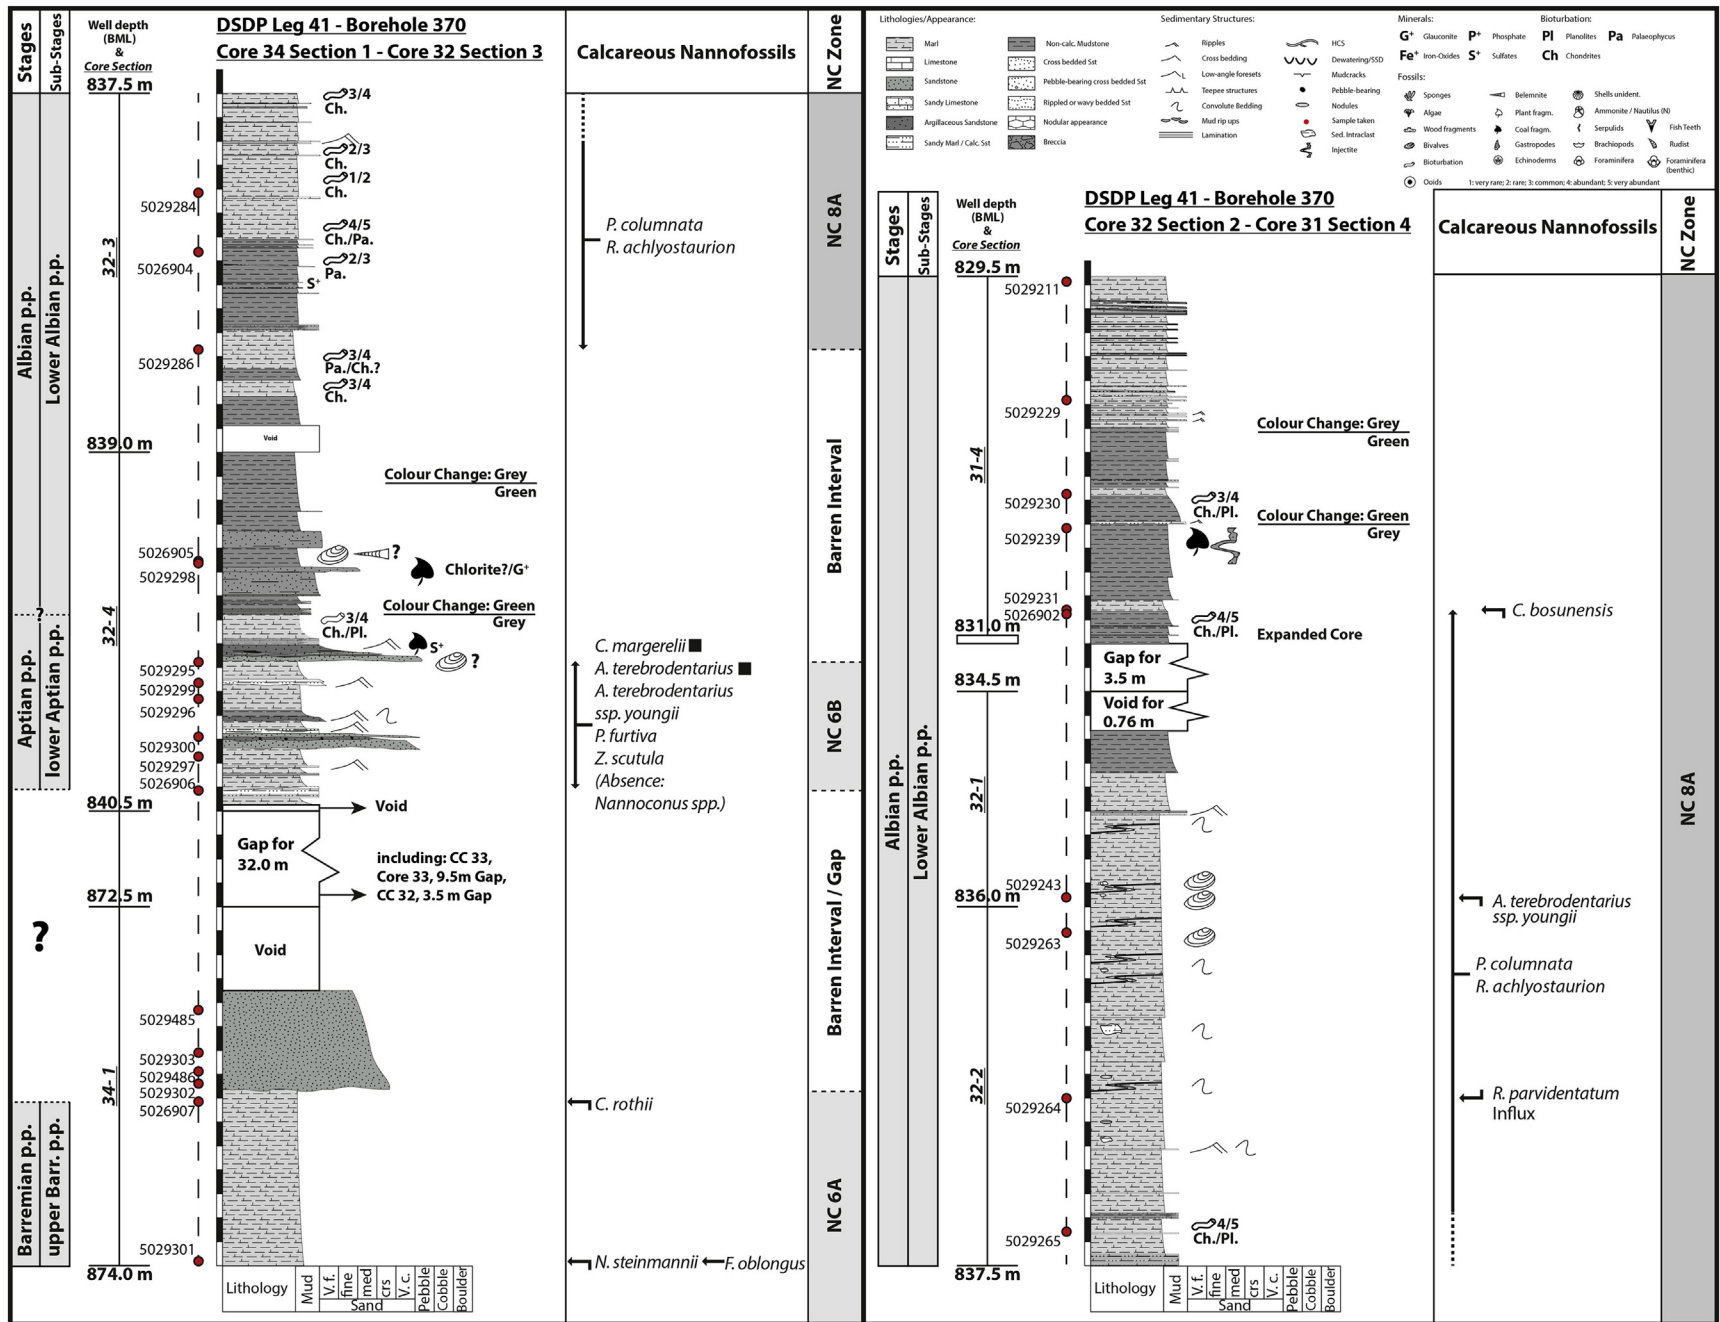 Stages
Sub-Stages
Well depth
(BML)
&
Core Section
DSDP Leg 41 - Borehole 370
Core 34 Section 1 - Core 32 Section 3
Calcareous Nannofossils
NC Zone
837.5 m
3/4
Ch.
2/3
Ch.
1/2
Ch.
5029284
4/5
Ch./Pa.
32-3
5026904
2/3
Pa.
S+
P. columnata
R. achlyostaurion
NC 8A
Albian p.p.
Lower Albian p.p.
5029286
3/4
Pa./Ch.?
3/4
Ch.
Void
839.0 m
Colour Change: Grey
Green
Barren Interval
5026905
?
5029298
Chlorite?/G+
?
32-4
Colour Change: Green
Grey
3/4
Ch./Pl.
S+
?
Aptian p.p.
lower Aptian p.p.
5029295
5029299
5029296
5029300
5029297
5026906
C. margerelii
A. terebrodentarius
A. terebrodentarius
ssp. youngii
P. furtiva
Z. scutula
(Absence:
Nannoconus spp.)
NC 6B
840.5 m
Void
Gap for
32.0 m
including: CC 33,
Core 33, 9.5m Gap,
CC 32, 3.5 m Gap
872.5 m
?
Void
Barren Interval / Gap
5029485
5029303
5029486
5029302
5026907
34-1
C. rothii
Barremian p.p.
upper Barr. p.p.
NC 6A
5029301
N. steinmannii
F. oblongus
874.0 m
Lithology
Mud
V. f.
fine
med
crs
V. c.
Pebble
Cobble
Boulder
Sand
Lithologies/Appearance:
Marl
Limestone
Sandstone
Sandy Limestone
Argillaceous Sandstone
Sandy Marl / Calc. Sst
Non-calc. Mudstone
Cross bedded Sst
Pebble-bearing cross bedded Sst
Rippled or wavy bedded Sst
Nodular appearance
Breccia
Sedimentary Structures:
Ripples
Cross bedding
Low-angle foresets
Teepee structures
Convolute Bedding
Mud rip ups
Lamination
HCS
Dewatering/SSD
Mudcracks
Pebble-bearing
Nodules
Sample taken
Sed. Intraclast
Injectite
Minerals:
G+ Glauconite P+ Phosphate
Fe+ Iron-Oxides S+ Sulfates
Bioturbation:
Pl Planolites Pa Palaeophycus
Ch Chondrites
Fossils:
Sponges
Algae
Wood fragments
Bivalves
Bioturbation
Ooids
Belemnite
Plant fragm.
Coal fragm.
Gastropodes
Echinoderms
Shells unident.
Ammonite / Nautilus (N)
Serpulids
Brachiopods
Foraminifera
Fish Teeth
Rudist
Foraminifera
(benthic)
1: very rare; 2: rare; 3: common; 4: abundant; 5: very abundant
Stages
Sub-Stages
Well depth
(BML)
&
Core Section
DSDP Leg 41 - Borehole 370
Core 32 Section 2 - Core 31 Section 4
Calcareous Nannofossils
NC Zone
829.5 m
5029211
5029229
Colour Change: Grey
Green
31-4
5029230
3/4
Ch./Pl.
Colour Change: Green
Grey
5029239
5029231
5026902
C. bosunensis
4/5
Ch./Pl.
Expanded Core
831.0 m
Gap for
3.5 m
834.5 m
Void for
0.76 m
32-1
Albian p.p.
Lower Albian p.p.
NC 8A
5029243
836.0 m
A. terebrodentarius
ssp. youngii
5029263
P. columnata
R. achlyostaurion
32-2
5029264
R. parvidentatum
Influx
5029265
4/5
Ch./Pl.
837.5 m
Lithology
Mud
V. f.
fine
med
crs
V. c.
Pebble
Cobble
Boulder
Sand